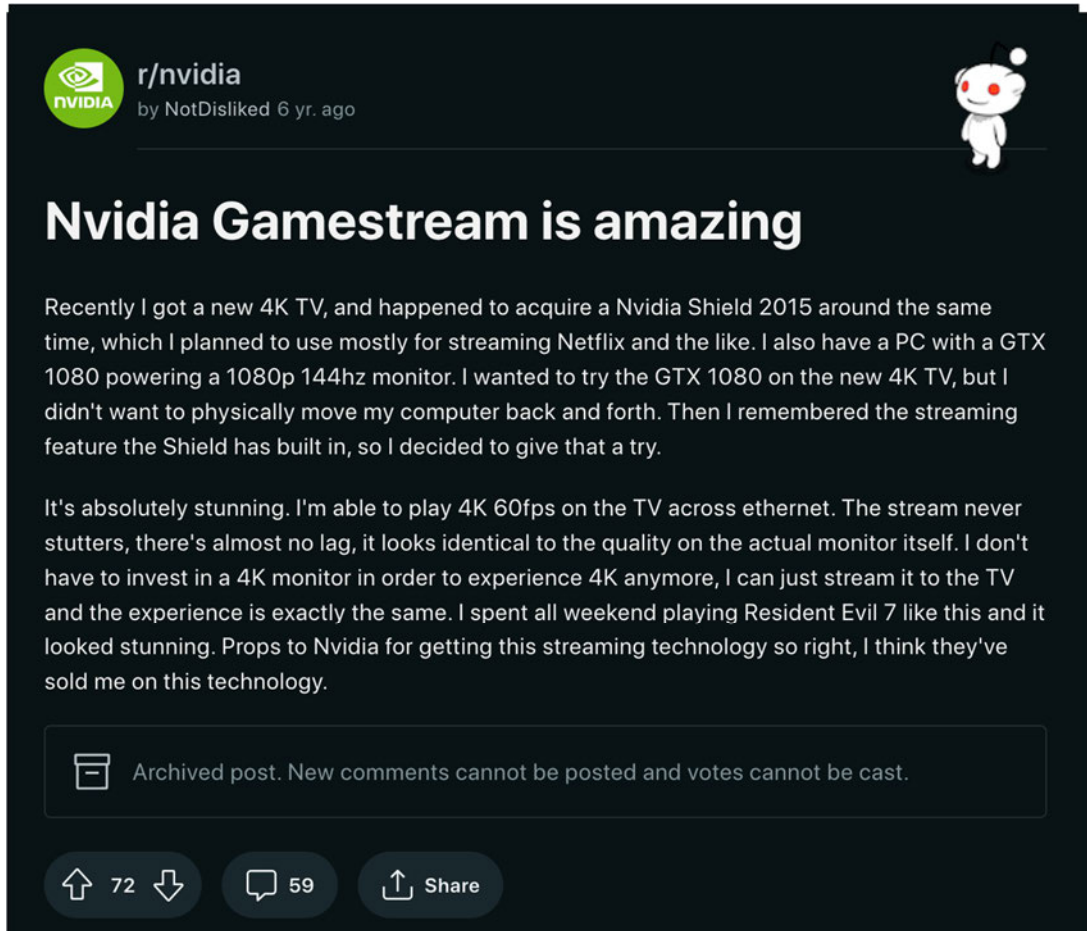 NVIDIA
r/nvidia
by NotDisliked 6 yr. ago
Nvidia Gamestream is amazing
Recently I got a new 4K TV, and happened to acquire a Nvidia Shield 2015 around the same
time, which I planned to use mostly for streaming Netflix and the like. I also have a PC with a GTX
1080 powering a 1080p 144hz monitor. I wanted to try the GTX 1080 on the new 4K TV, but I
didn't want to physically move my computer back and forth. Then I remembered the streaming
feature the Shield has built in, so I decided to give that a try.
It's absolutely stunning. I'm able to play 4K 60fps on the TV across ethernet. The stream never
stutters, there's almost no lag, it looks identical to the quality on the actual monitor itself. I don't
have to invest in a 4K monitor in order to experience 4K anymore, I can just stream it to the TV
and the experience is exactly the same. I spent all weekend playing Resident Evil 7 like this and it
looked stunning. Props to Nvidia for getting this streaming technology so right, I think they've
sold me on this technology.
Archived post. New comments cannot be posted and votes cannot be cast.
72 59 Share